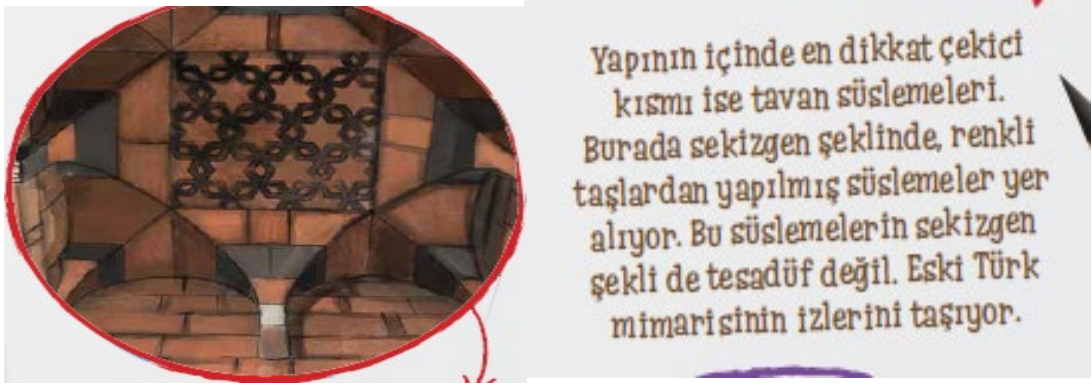 Yapının içinde en dikkat çekici
kısmı ise tavan süslemeleri.
Burada sekizgen şeklinde, renkli
taşlardan yapılmış süslemeler yer
alıyor. Bu süslemelerin sekizgen
şekli de tesadüf değil. Eski Türk
mimarisinin izlerini taşıyor.